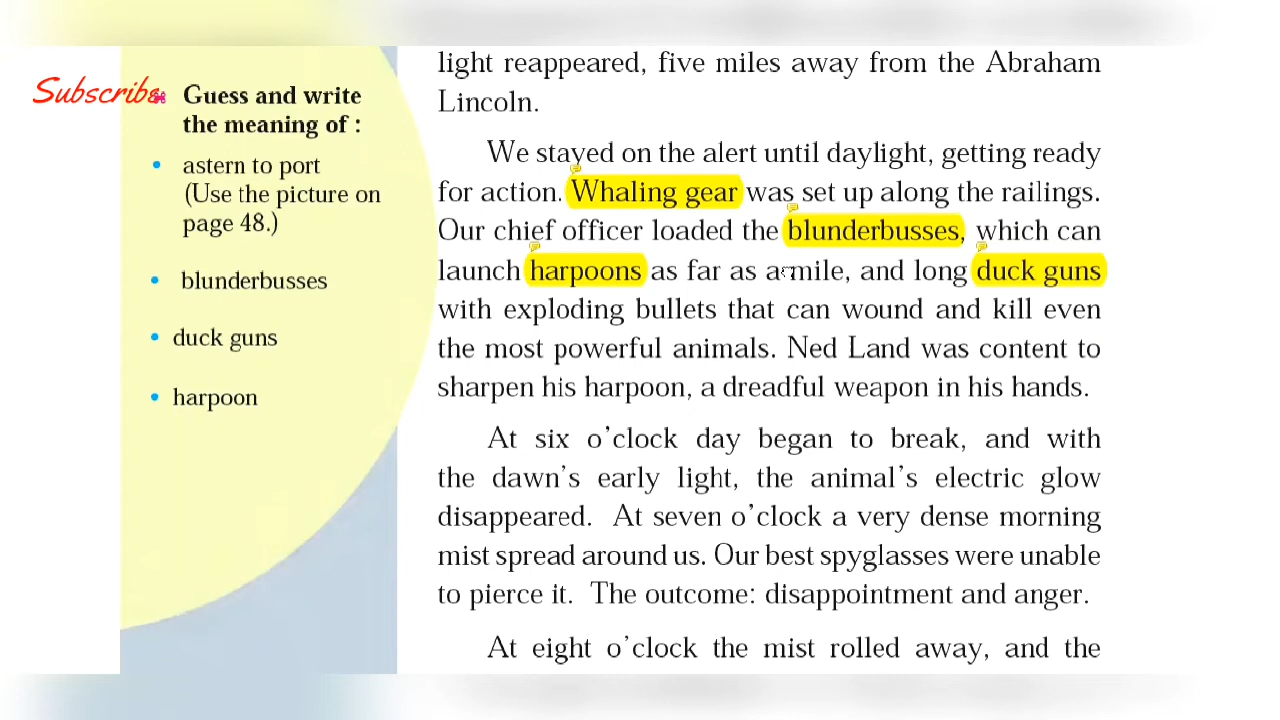 Subscribe
Guess and write
the meaning of :
• astern to port
(Use the picture on
page 48.)
• blunderbusses
• duck guns
• harpoon
light reappeared, five miles away from the Abraham
Lincoln.
We stayed on the alert until daylight, getting ready
for action. Whaling gear was set up along the railings.
Our chief officer loaded the blunderbusses, which can
launch harpoons as far as a mile, and long duck guns
with exploding bullets that can wound and kill even
the most powerful animals. Ned Land was content to
sharpen his harpoon, a dreadful weapon in his hands.
At six o’clock day began to break, and with
the dawn’s early light, the animal’s electric glow
disappeared. At seven o’clock a very dense morning
mist spread around us. Our best spyglasses were unable
to pierce it. The outcome: disappointment and anger.
At eight o’clock the mist rolled away, and the